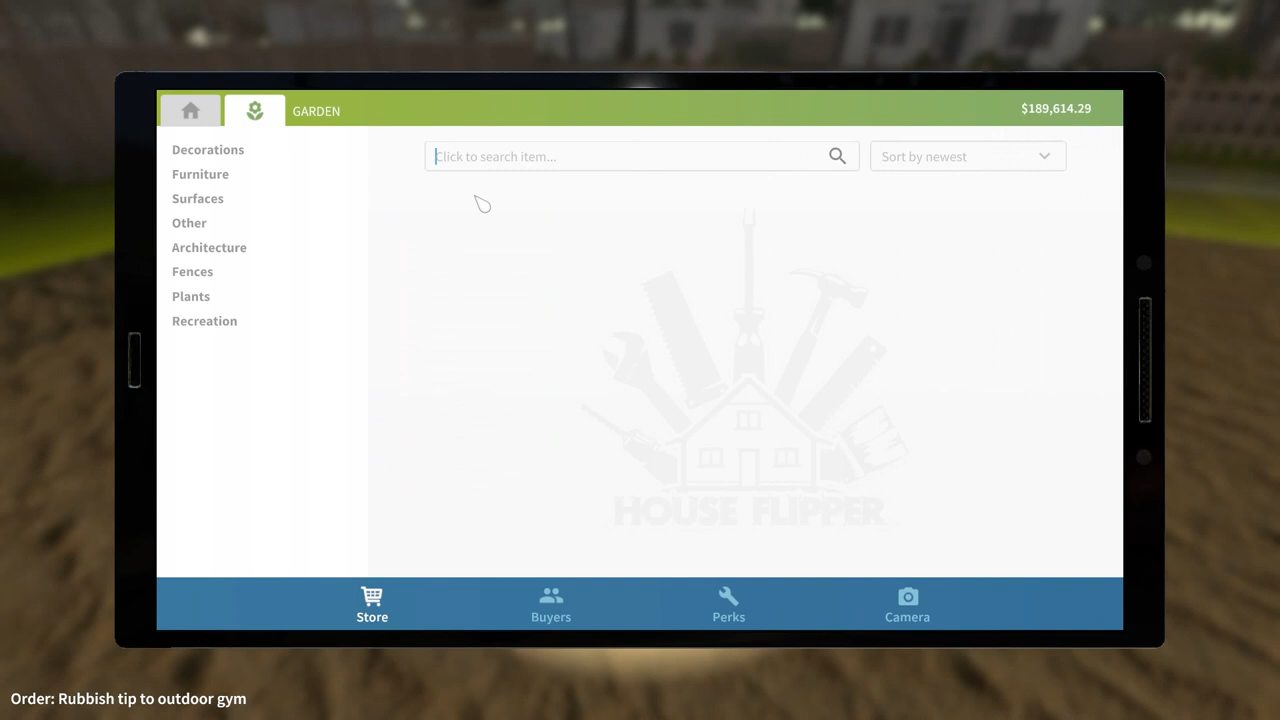 GARDEN
$189,614.29
Decorations
Furniture
Surfaces
Other
Architecture
Fences
Plants
Recreation
Click to search item...
Sort by newest
HOUSE FLIPPER
Store
Buyers
Perks
Camera
Order: Rubbish tip to outdoor gym